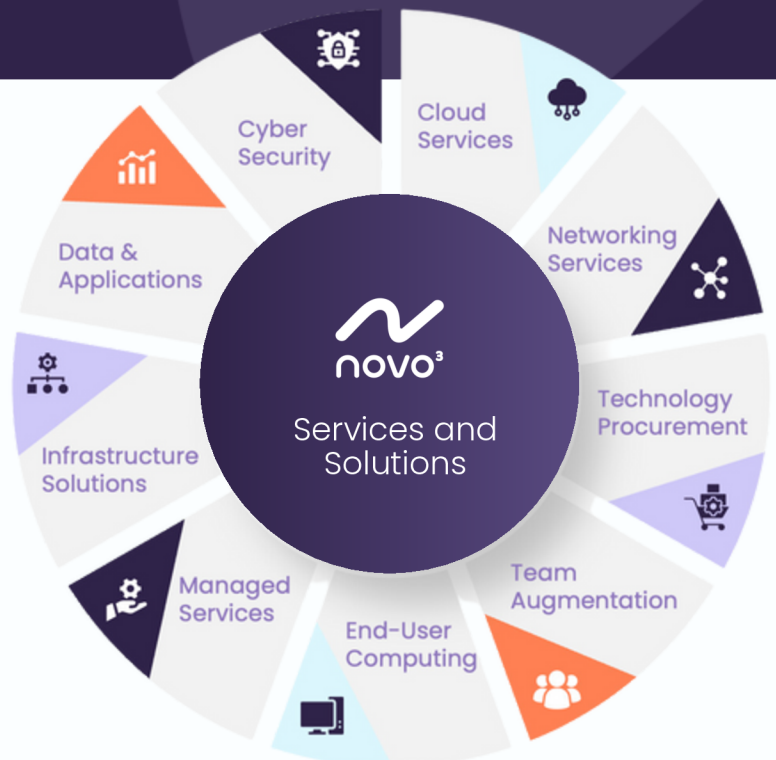 novo³
Services and
Solutions
Cloud
Services
Networking
Services
Technology
Procurement
Team
Augmentation
End-User
Computing
Managed
Services
Infrastructure
Solutions
Data &
Applications
Cyber
Security